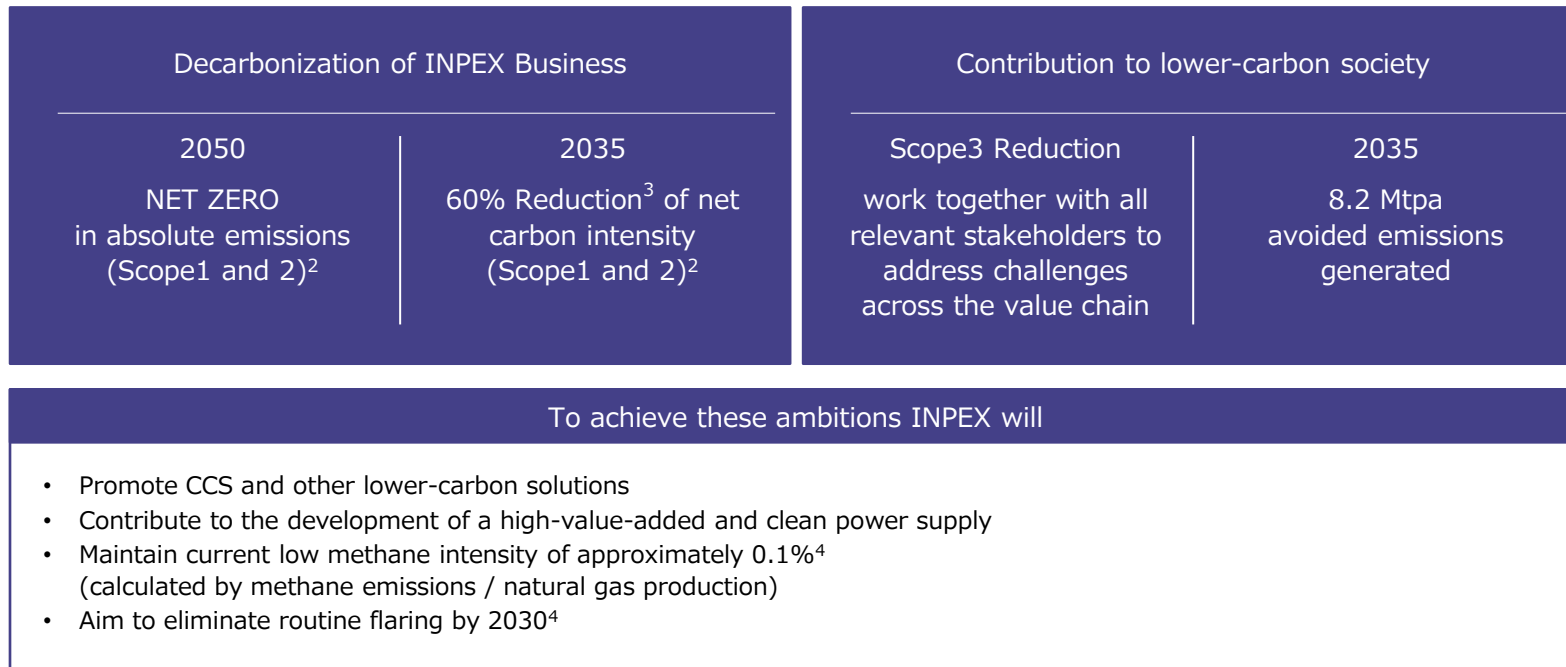 Decarbonization of INPEX Business
2050
NET ZERO
in absolute emissions
(Scope1 and 2)²
2035
60% Reduction³ of net
carbon intensity
(Scope1 and 2)²
Contribution to lower-carbon society
Scope3 Reduction
work together with all
relevant stakeholders to
address challenges
across the value chain
2035
8.2 Mtpa
avoided emissions
generated
To achieve these ambitions INPEX will
• Promote CCS and other lower-carbon solutions
• Contribute to the development of a high-value-added and clean power supply
• Maintain current low methane intensity of approximately 0.1%⁴
(calculated by methane emissions / natural gas production)
• Aim to eliminate routine flaring by 2030⁴